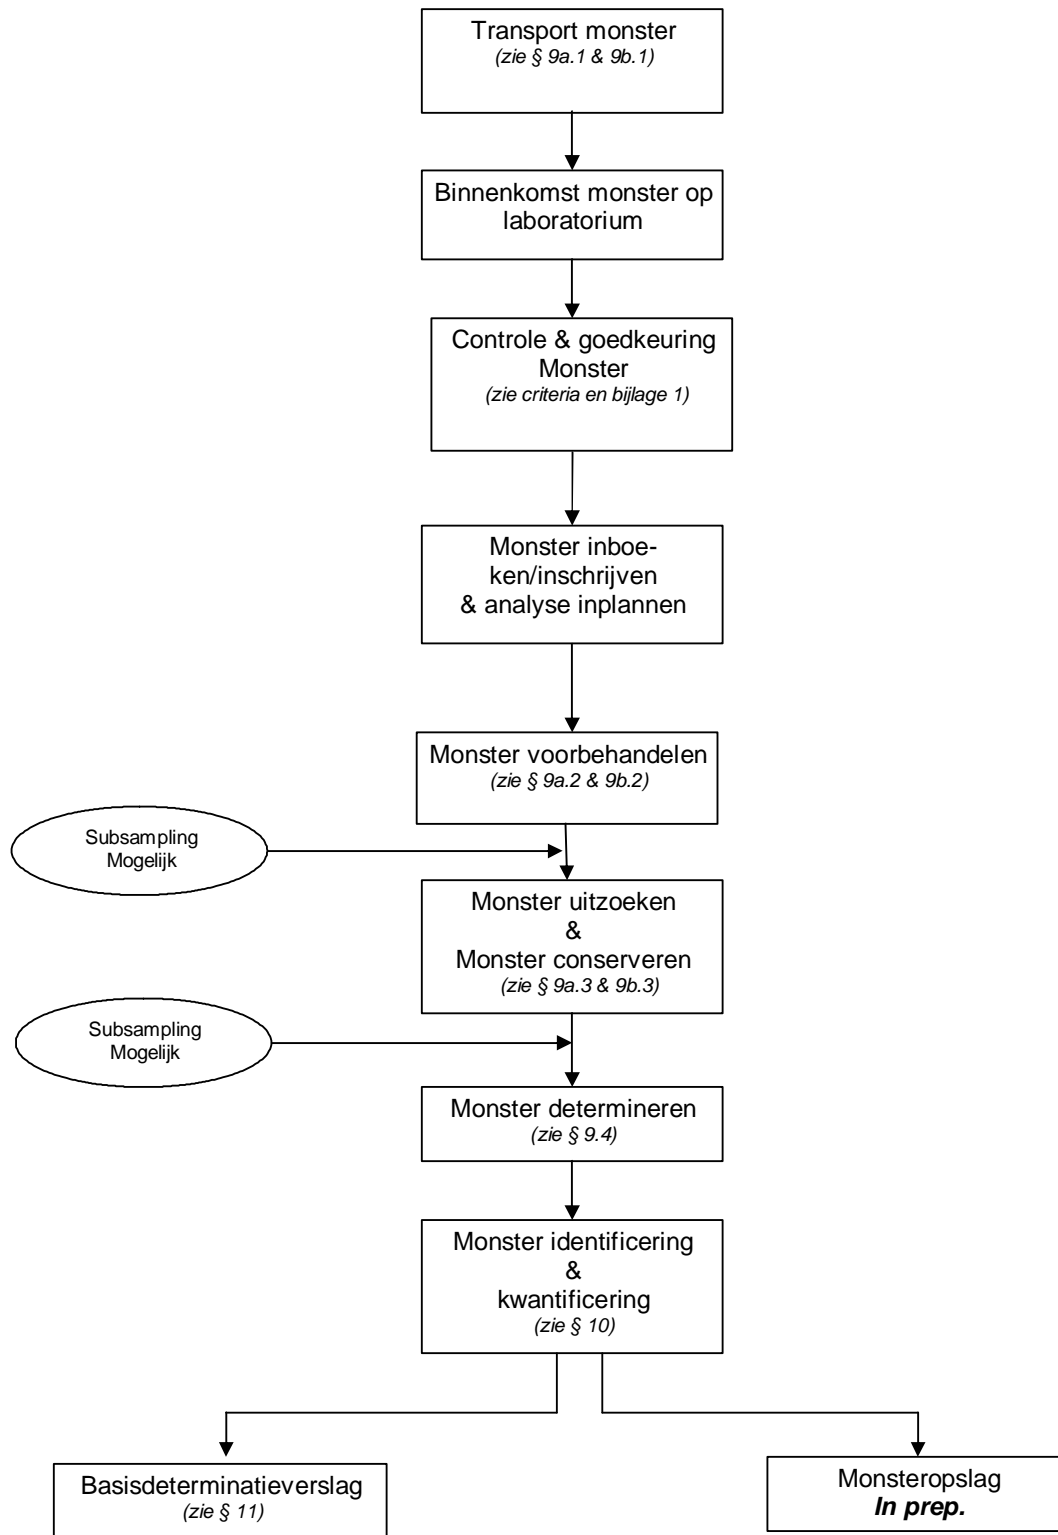 Transport monster
(zie § 9a.1 & 9b.1)
Binnenkomst monster op
laboratorium
Controle & goedkeuring
Monster
(zie criteria en bijlage 1)
Monster inboe-
ken/inschrijven
& analyse inplannen
Monster voorbehandelen
(zie § 9a.2 & 9b.2)
Subsampling
Mogelijk
Monster uitzoeken
&
Monster conserveren
(zie § 9a.3 & 9b.3)
Subsampling
Mogelijk
Monster determineren
(zie § 9.4)
Monster identificering
&
kwantificering
(zie § 10)
Basisdeterminatieverslag
(zie § 11)
Monsteropslag
In prep.